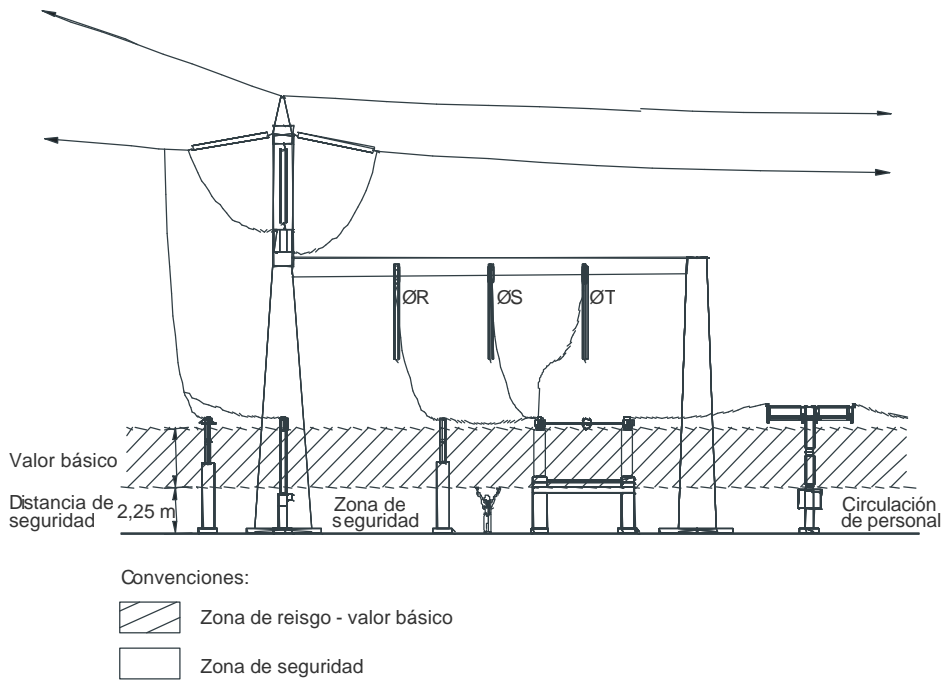 ØR
ØS
ØT
Valor básico
Distancia de
seguridad
2,25 m
Zona de
seguridad
Circulación
de personal
Convenciones:
Zona de reisgo - valor básico
Zona de seguridad